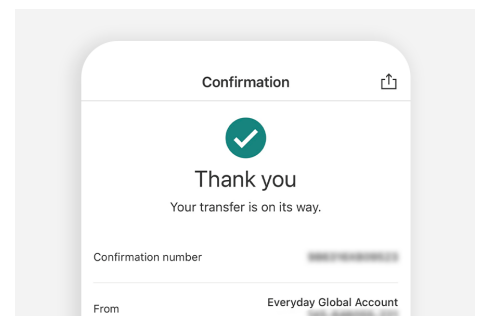 Confirmation
Thank you
Your transfer is on its way.
Confirmation number
From
Everyday Global Account